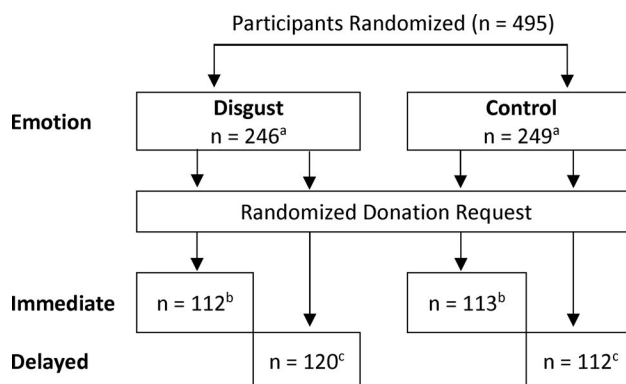 Participants Randomized (n = 495)
Emotion
Disgust
n = 246ᵃ
Control
n = 249ᵃ
Randomized Donation Request
Immediate
n = 112ᵇ
n = 113ᵇ
Delayed
n = 120ᶜ
n = 112ᶜ